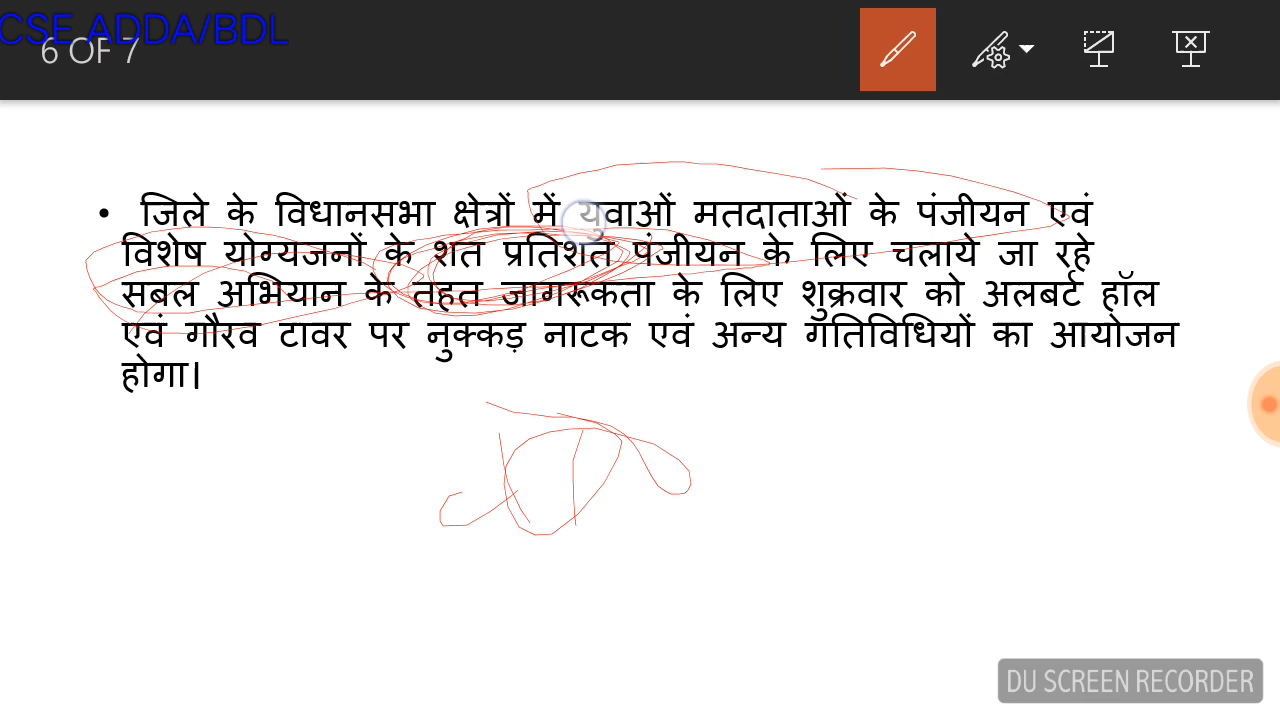 CSE ADDA/BDL
6 OF 7
• जिले के विधानसभा क्षेत्रों में युवाओं मतदाताओं के पंजीयन एवं
विशेष योग्यजनों के शत प्रतिशत पंजीयन के लिए चलाये जा रहे
सबल अभियान के तहत जागरूकता के लिए शुक्रवार को अलबर्ट हॉल
एवं गौरव टावर पर नुक्कड़ नाटक एवं अन्य गतिविधियों का आयोजन
होगा।
DU SCREEN RECORDER